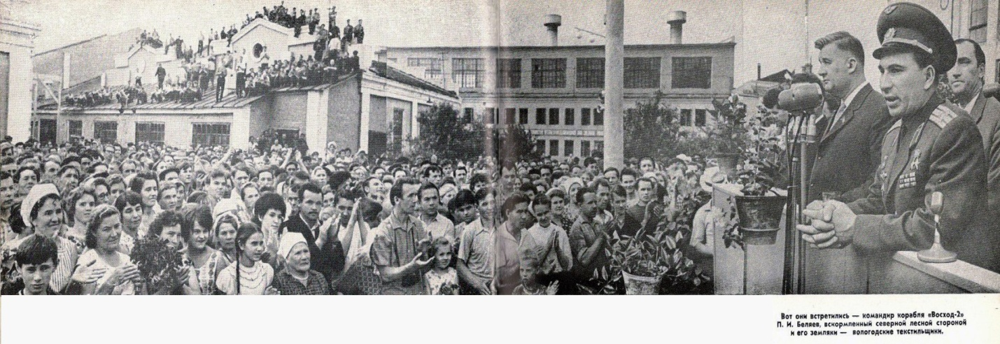 Вот они встретились — командир корабля «Восход-2»
П. И. Беляев, вскормленный северной лесной стороной
и его земляки — вологодские текстильщики.